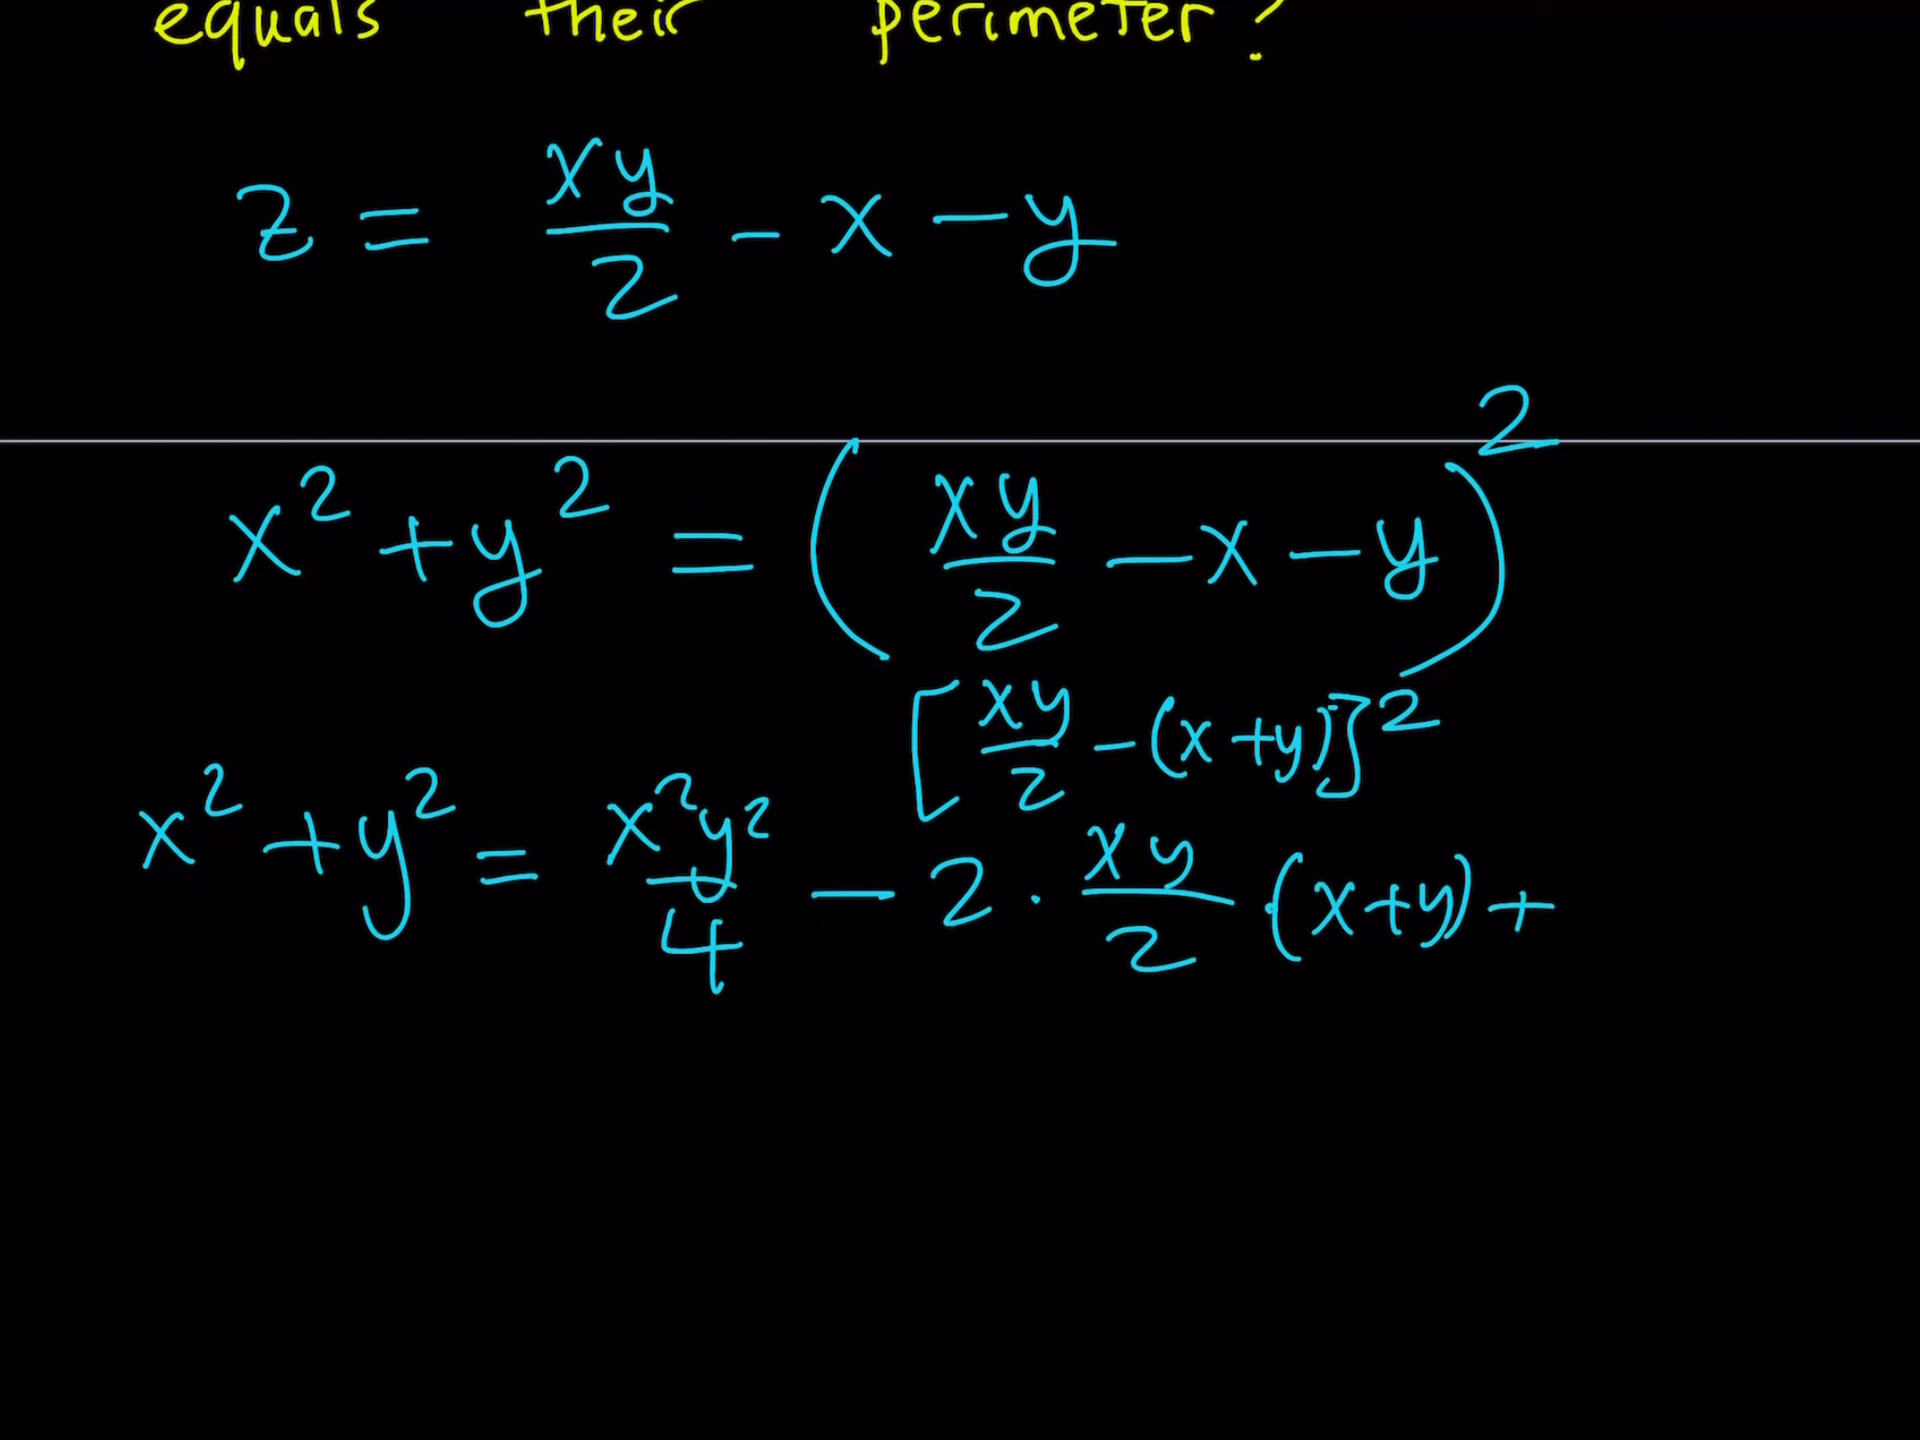 equals their perimeter?
z = xy/2 - x - y
x² + y² = (xy/2 - x - y)²
[xy/2 - (x + y)]²
x² + y² = x²y²/4 - 2 · xy/2 · (x + y) +